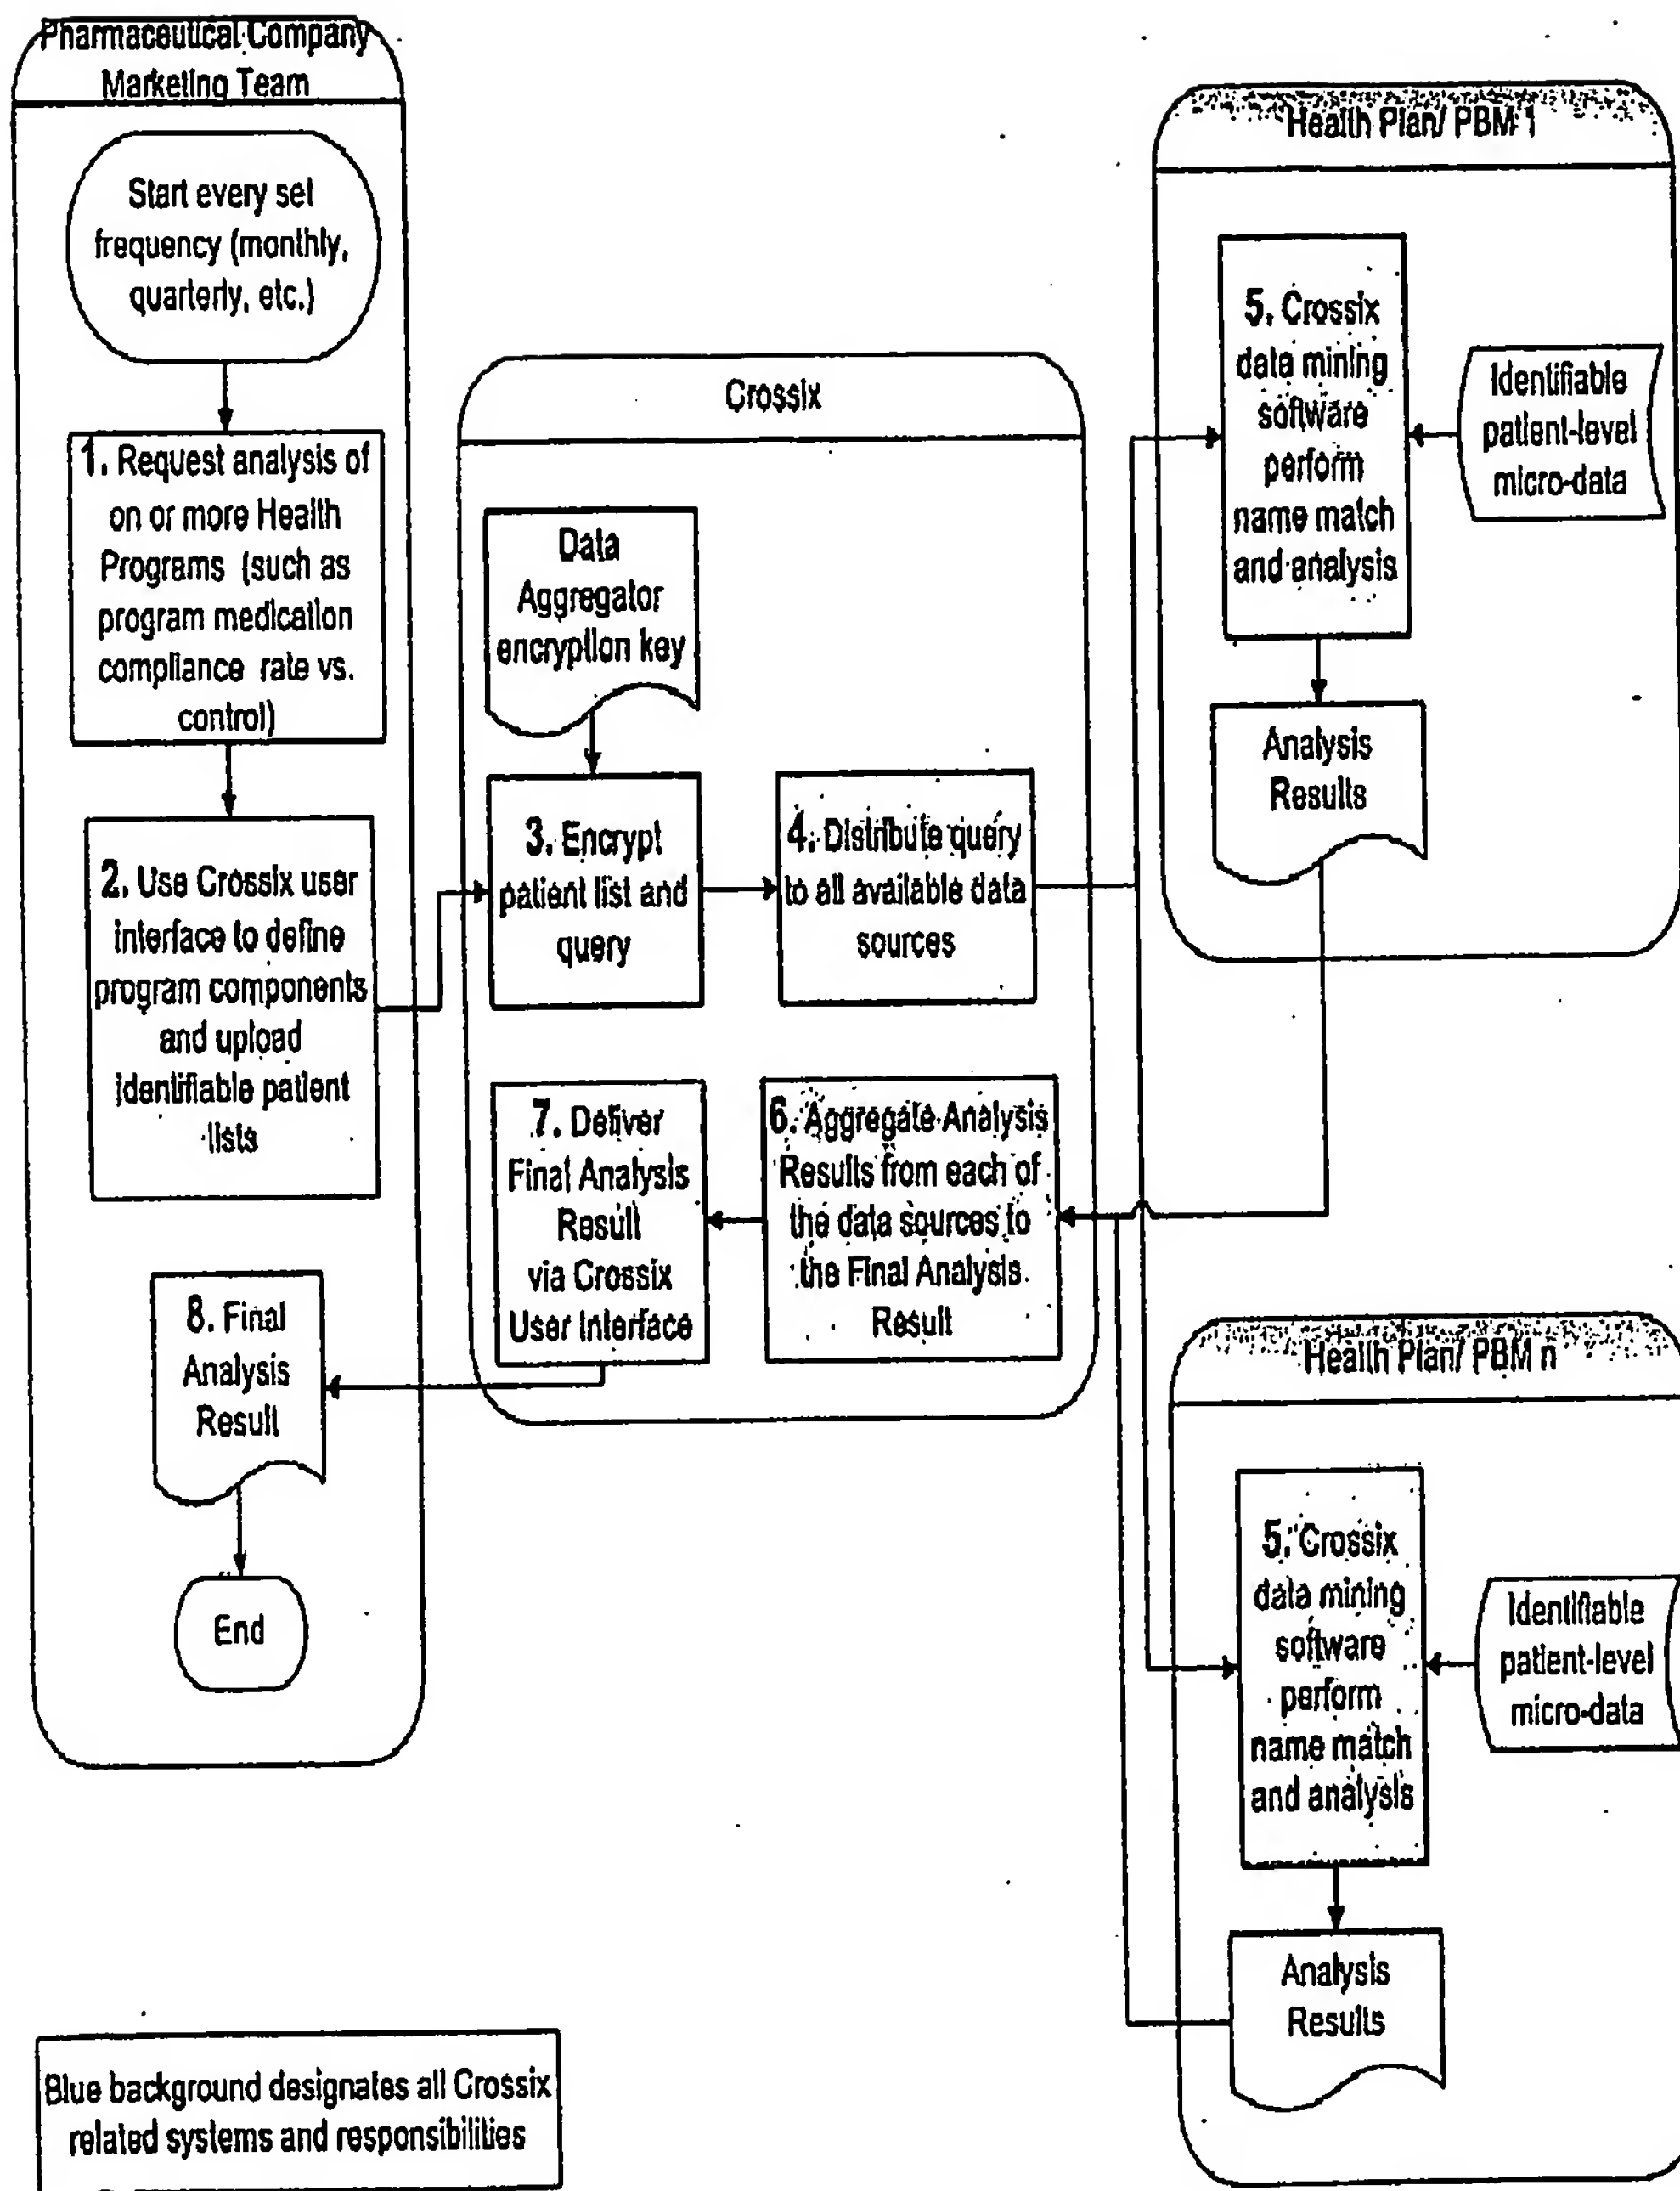 Pharmaceutical Company
Marketing Team
Start every set
frequency (monthly,
quarterly, etc.)
1. Request analysis of
on or more Health
Programs (such as
program medication
compliance rate vs.
control)
2. Use Crossix user
interface to define
program components
and upload
identifiable patient
lists
8. Final
Analysis
Result
End
Crossix
Data
Aggregator
encryption key
3. Encrypt
patient list and
query
4. Distribute query
to all available data
sources
7. Deliver
Final Analysis
Result
via Crossix
User Interface
6. Aggregate Analysis
Results from each of
the data sources to
the Final Analysis
Result
Health Plan/ PBM 1
5. Crossix
data mining
software
perform
name match
and analysis
Identifiable
patient-level
micro-data
Analysis
Results
Health Plan/ PBM n
5. Crossix
data mining
software
perform
name match
and analysis
Identifiable
patient-level
micro-data
Analysis
Results
Blue background designates all Crossix
related systems and responsibilities